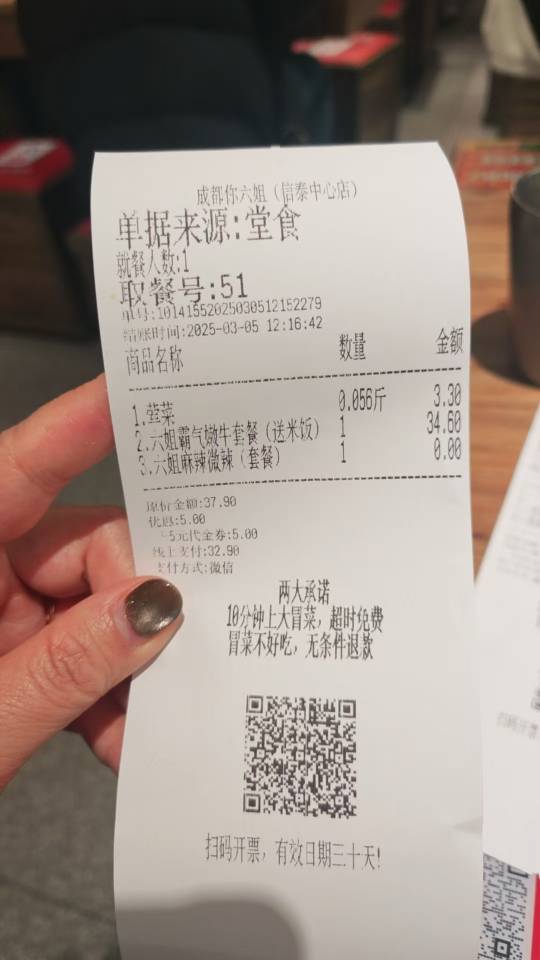 成都你六姐（信泰中心店）
单据来源:堂食
就餐人数:1
取餐号:51
单号:10141552025030512152279
结账时间:2025-03-05 12:16:42
商品名称 数量 金额
1.荤菜 0.056斤 3.30
2.六姐霸气嫩牛套餐（送米饭） 1 34.60
3.六姐麻辣微辣（套餐） 1 0.00
原价金额:37.90
优惠:5.00
5元代金券:5.00
线上支付:32.90
支付方式:微信
两大承诺
10分钟上大冒菜，超时免费
冒菜不好吃，无条件退款
扫码开票，有效日期三十天!
扫码开票